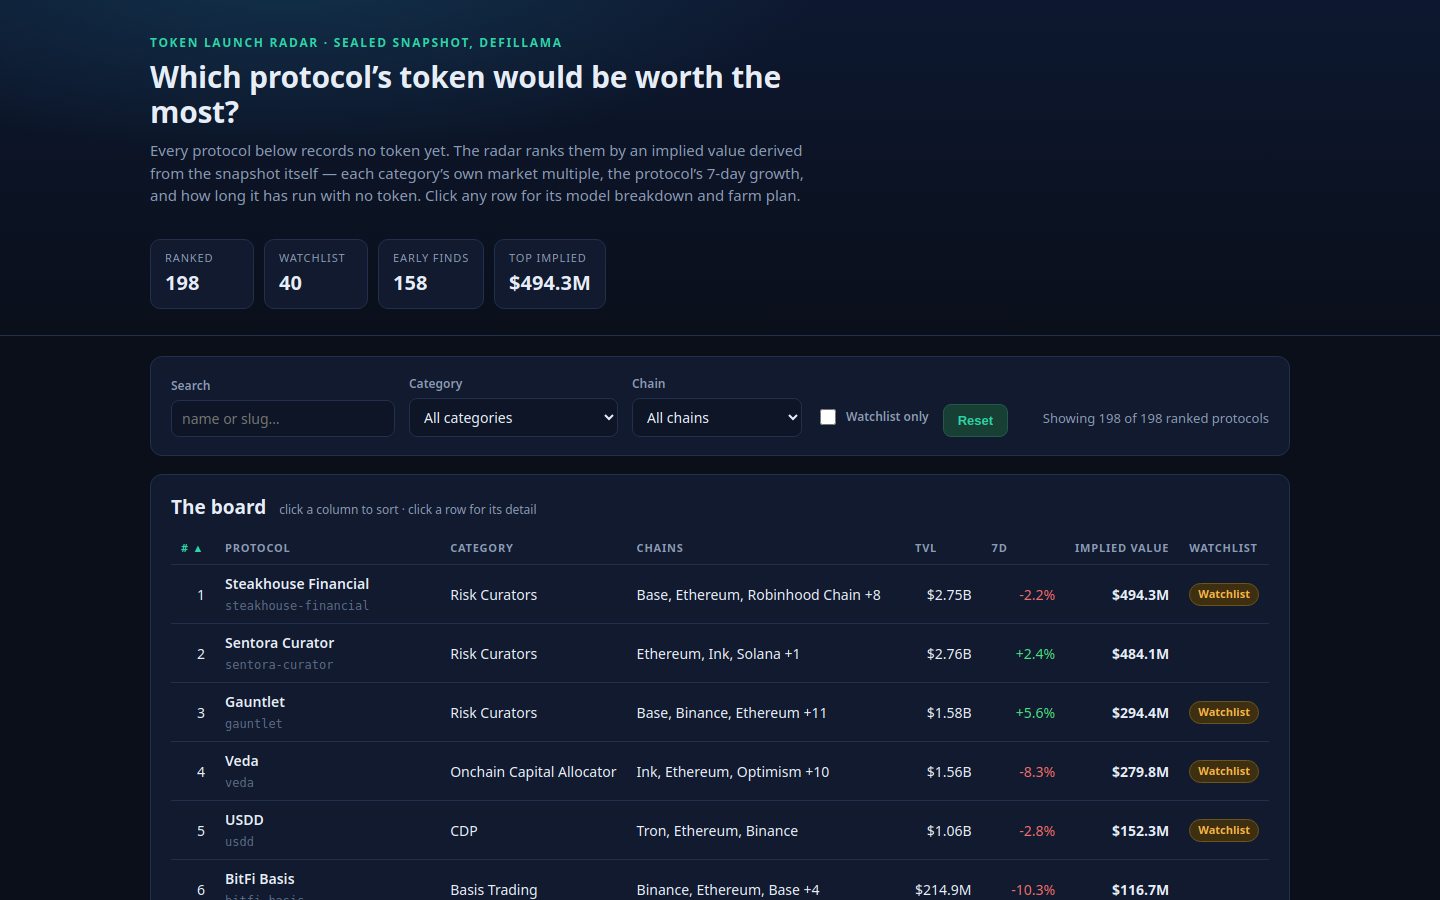 TOKEN LAUNCH RADAR · SEALED SNAPSHOT, DEFILLAMA
Which protocol’s token would be worth the
most?
Every protocol below records no token yet. The radar ranks them by an implied value derived
from the snapshot itself — each category’s own market multiple, the protocol’s 7-day growth,
and how long it has run with no token. Click any row for its model breakdown and farm plan.
RANKED WATCHLIST EARLY FINDS TOP IMPLIED
198 40 158 $494.3M
Search Category Chain
name or slug… All categories All chains Watchlist only Reset Showing 198 of 198 ranked protocols
The board click a column to sort · click a row for its detail
# ▲ PROTOCOL CATEGORY CHAINS TVL 7D IMPLIED VALUE WATCHLIST
1 Steakhouse Financial Risk Curators Base, Ethereum, Robinhood Chain +8 $2.75B -2.2% $494.3M Watchlist
steakhouse-financial
2 Sentora Curator Risk Curators Ethereum, Ink, Solana +1 $2.76B +2.4% $484.1M
sentora-curator
3 Gauntlet Risk Curators Base, Binance, Ethereum +11 $1.58B +5.6% $294.4M Watchlist
gauntlet
4 Veda Onchain Capital Allocator Ink, Ethereum, Optimism +10 $1.56B -8.3% $279.8M Watchlist
veda
5 USDD CDP Tron, Ethereum, Binance $1.06B -2.8% $152.3M Watchlist
usdd
6 BitFi Basis Basis Trading Binance, Ethereum, Base +4 $214.9M -10.3% $116.7M